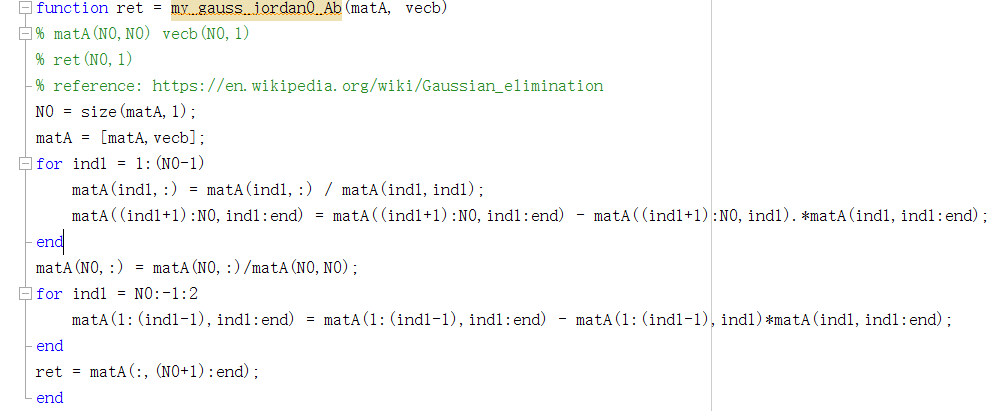 function ret = my_gauss_jordan0_Ab(matA, vecb)
% matA(N0,N0) vecb(N0,1)
% ret(N0,1)
% reference: https://en.wikipedia.org/wiki/Gaussian_elimination
N0 = size(matA,1);
matA = [matA,vecb];
for ind1 = 1:(N0-1)
    matA(ind1,:) = matA(ind1,:) / matA(ind1,ind1);
    matA((ind1+1):N0,ind1:end) = matA((ind1+1):N0,ind1:end) - matA((ind1+1):N0,ind1).*matA(ind1,ind1:end);
end
matA(N0,:) = matA(N0,:)/matA(N0,N0);
for ind1 = N0:-1:2
    matA(1:(ind1-1),ind1:end) = matA(1:(ind1-1),ind1:end) - matA(1:(ind1-1),ind1)*matA(ind1,ind1:end);
end
ret = matA(:,(N0+1):end);
end